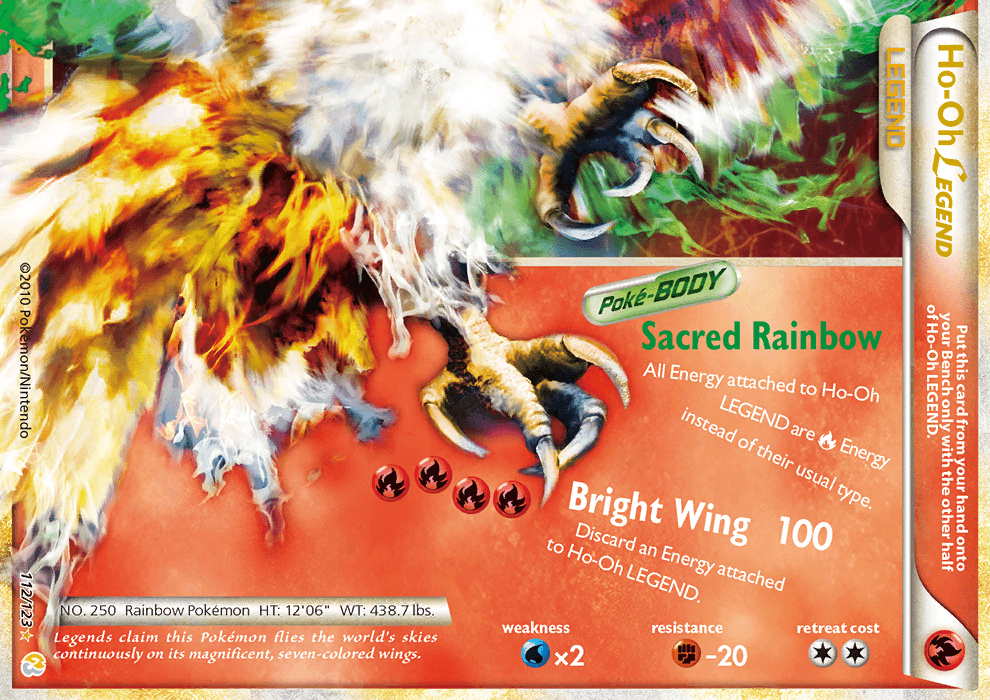 Ho-Oh LEGEND
LEGEND
Put this card from your hand onto
your Bench only with the other half
of Ho-Oh LEGEND.
Poké-BODY
Sacred Rainbow
All Energy attached to Ho-Oh
LEGEND are Energy
instead of their usual type.
Bright Wing 100
Discard an Energy attached
to Ho-Oh LEGEND.
weakness
×2
resistance
-20
retreat cost
NO. 250 Rainbow Pokémon HT: 12'06" WT: 438.7 lbs.
Legends claim this Pokémon flies the world's skies
continuously on its magnificent, seven-colored wings.
©2010 Pokémon/Nintendo
112/123